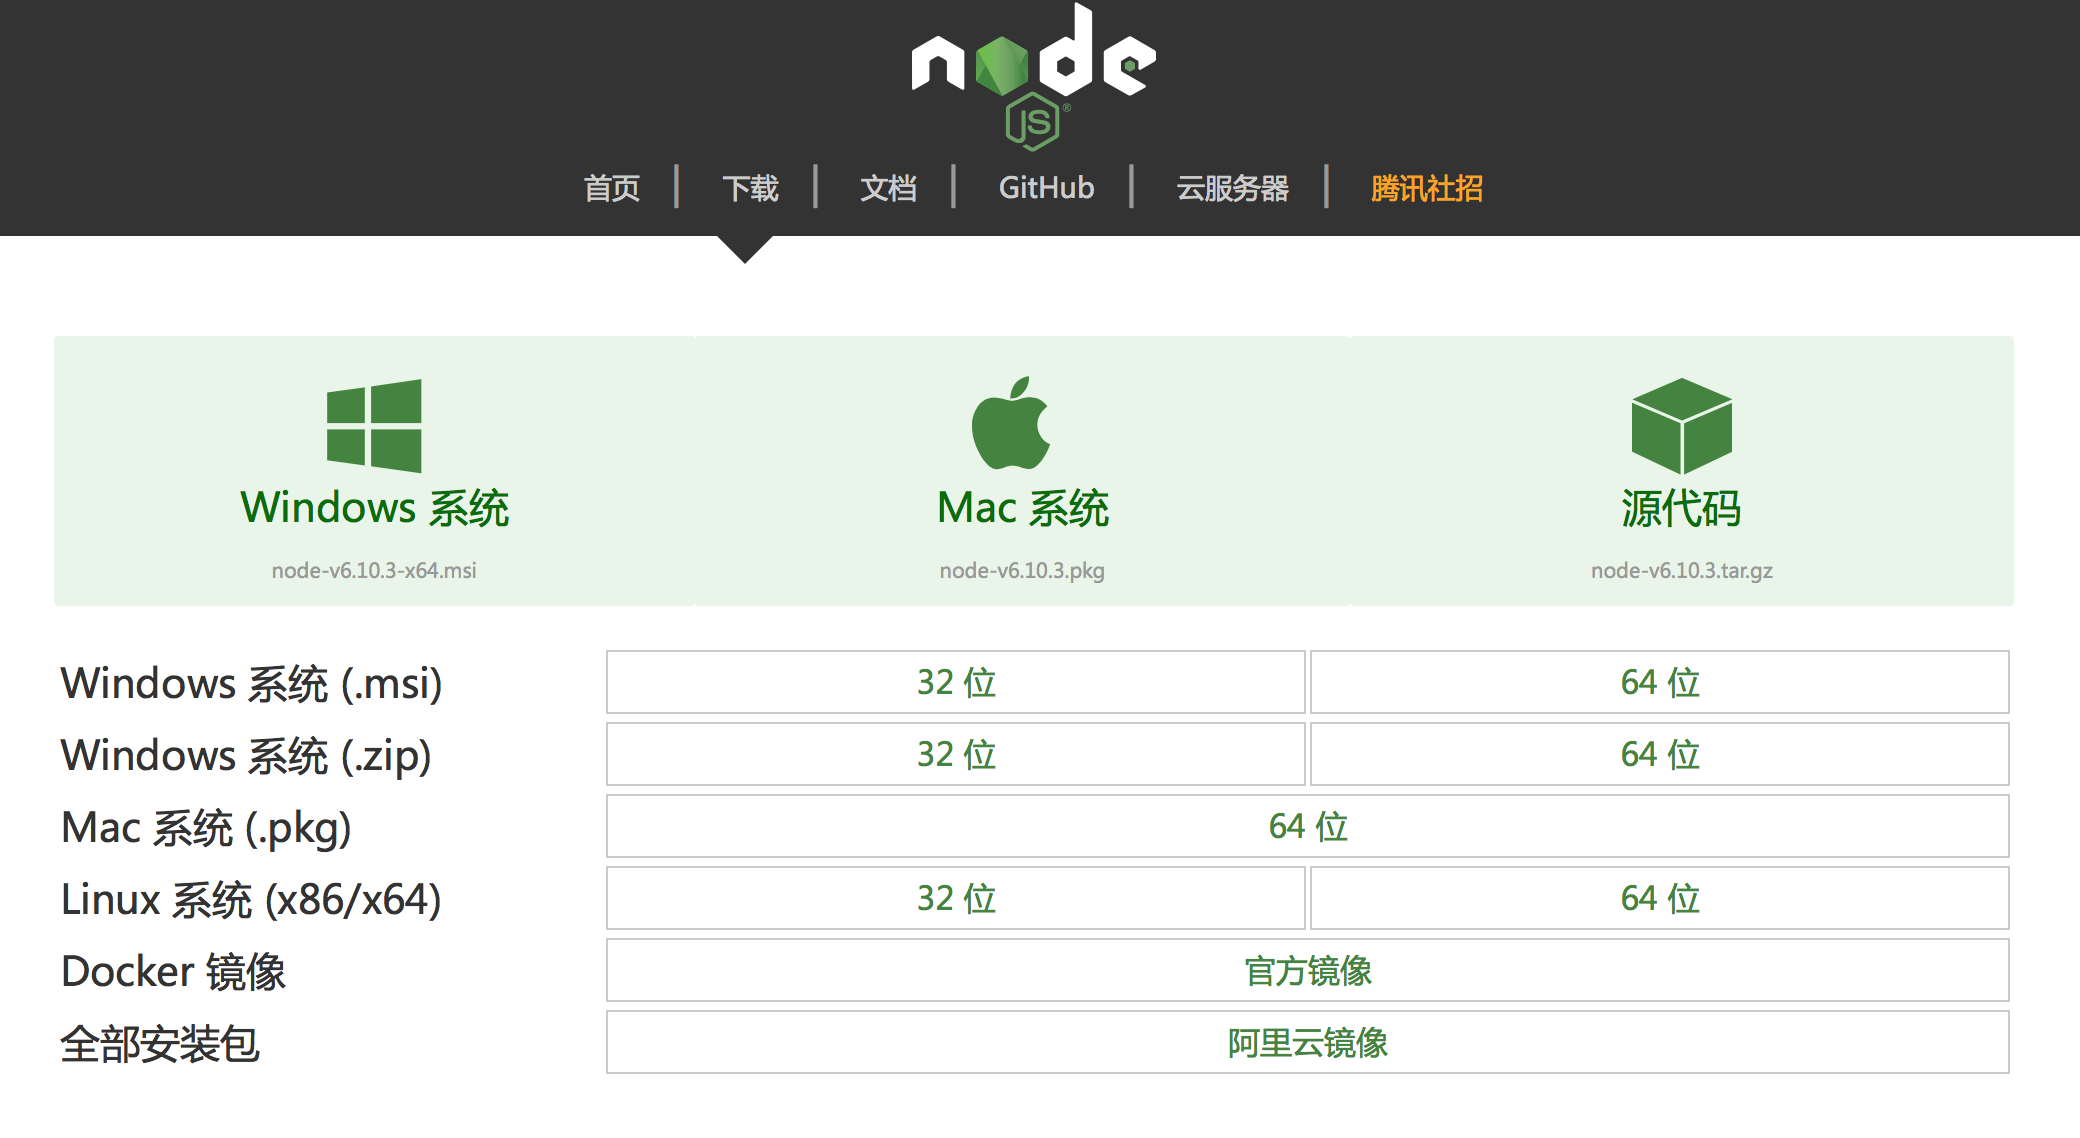 node
JS®
首页 | 下载 | 文档 | GitHub | 云服务器 | 腾讯社招
Windows 系统
node-v6.10.3-x64.msi
Mac 系统
node-v6.10.3.pkg
源代码
node-v6.10.3.tar.gz
Windows 系统 (.msi) 32 位 64 位
Windows 系统 (.zip) 32 位 64 位
Mac 系统 (.pkg) 64 位
Linux 系统 (x86/x64) 32 位 64 位
Docker 镜像 官方镜像
全部安装包 阿里云镜像